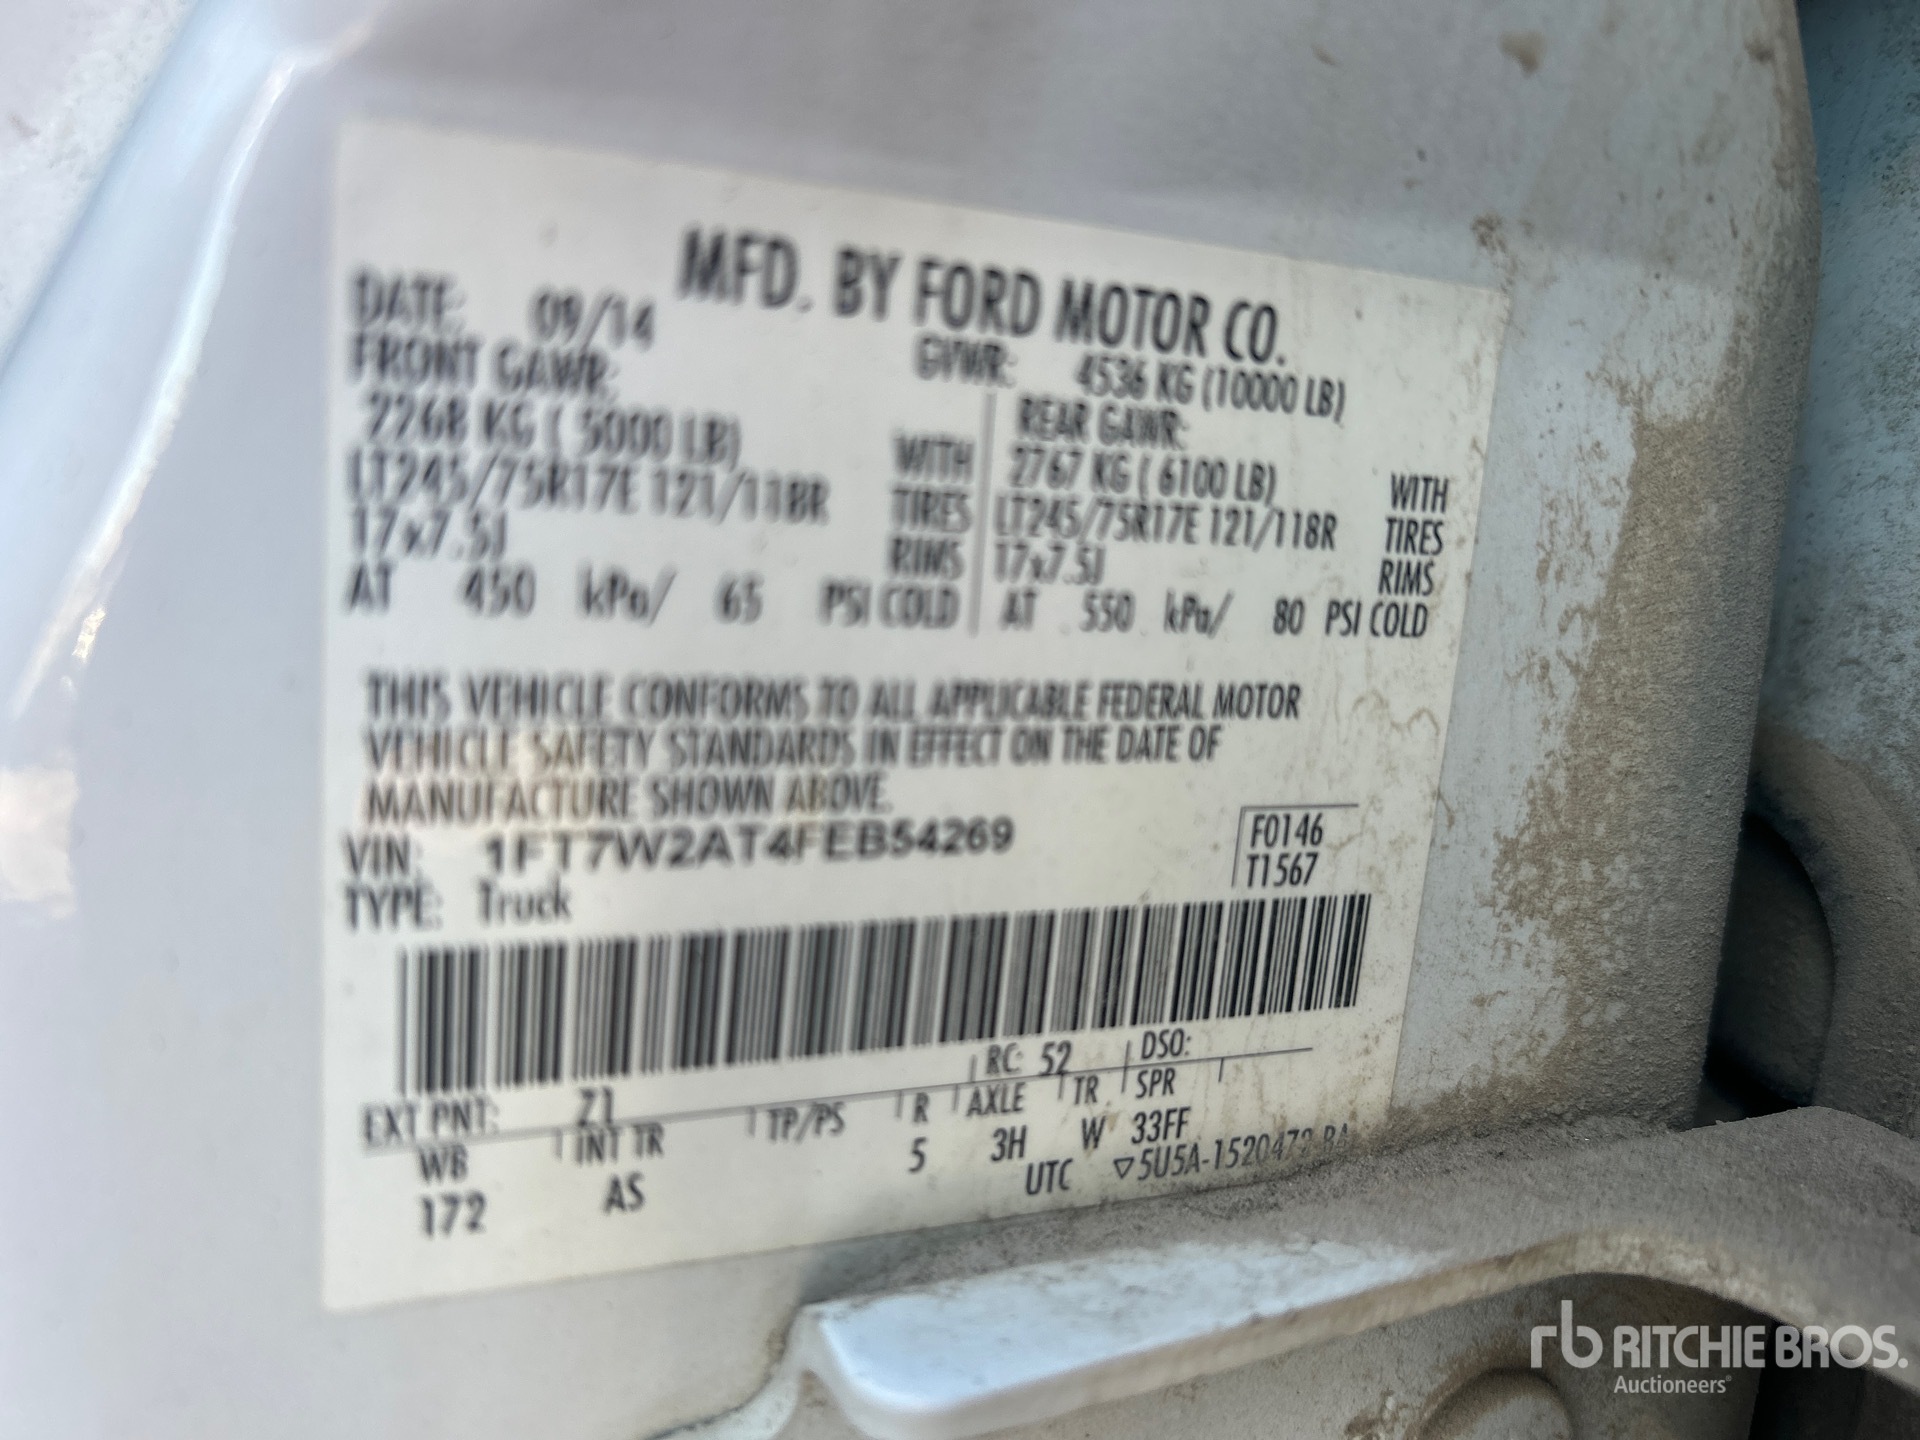 MFD. BY FORD MOTOR CO.
DATE: 09/14 GVWR: 4536 KG (10000 LB)
FRONT GAWR: REAR GAWR:
2268 KG ( 5000 LB) WITH 2767 KG ( 6100 LB) WITH
LT245/75R17E 121/118R TIRES LT245/75R17E 121/118R TIRES
17x7.5J RIMS 17x7.5J RIMS
AT 450 kPa/ 65 PSI COLD AT 550 kPa/ 80 PSI COLD
THIS VEHICLE CONFORMS TO ALL APPLICABLE FEDERAL MOTOR
VEHICLE SAFETY STANDARDS IN EFFECT ON THE DATE OF
MANUFACTURE SHOWN ABOVE.
VIN: 1FT7W2AT4FEB54269 F0146
TYPE: Truck T1567
EXT PNT: Z1 RC: 52 DSO:
WB INT TR TP/PS R AXLE TR SPR
172 AS 5 3H W 33FF
UTC
rb RITCHIE BROS.
Auctioneers